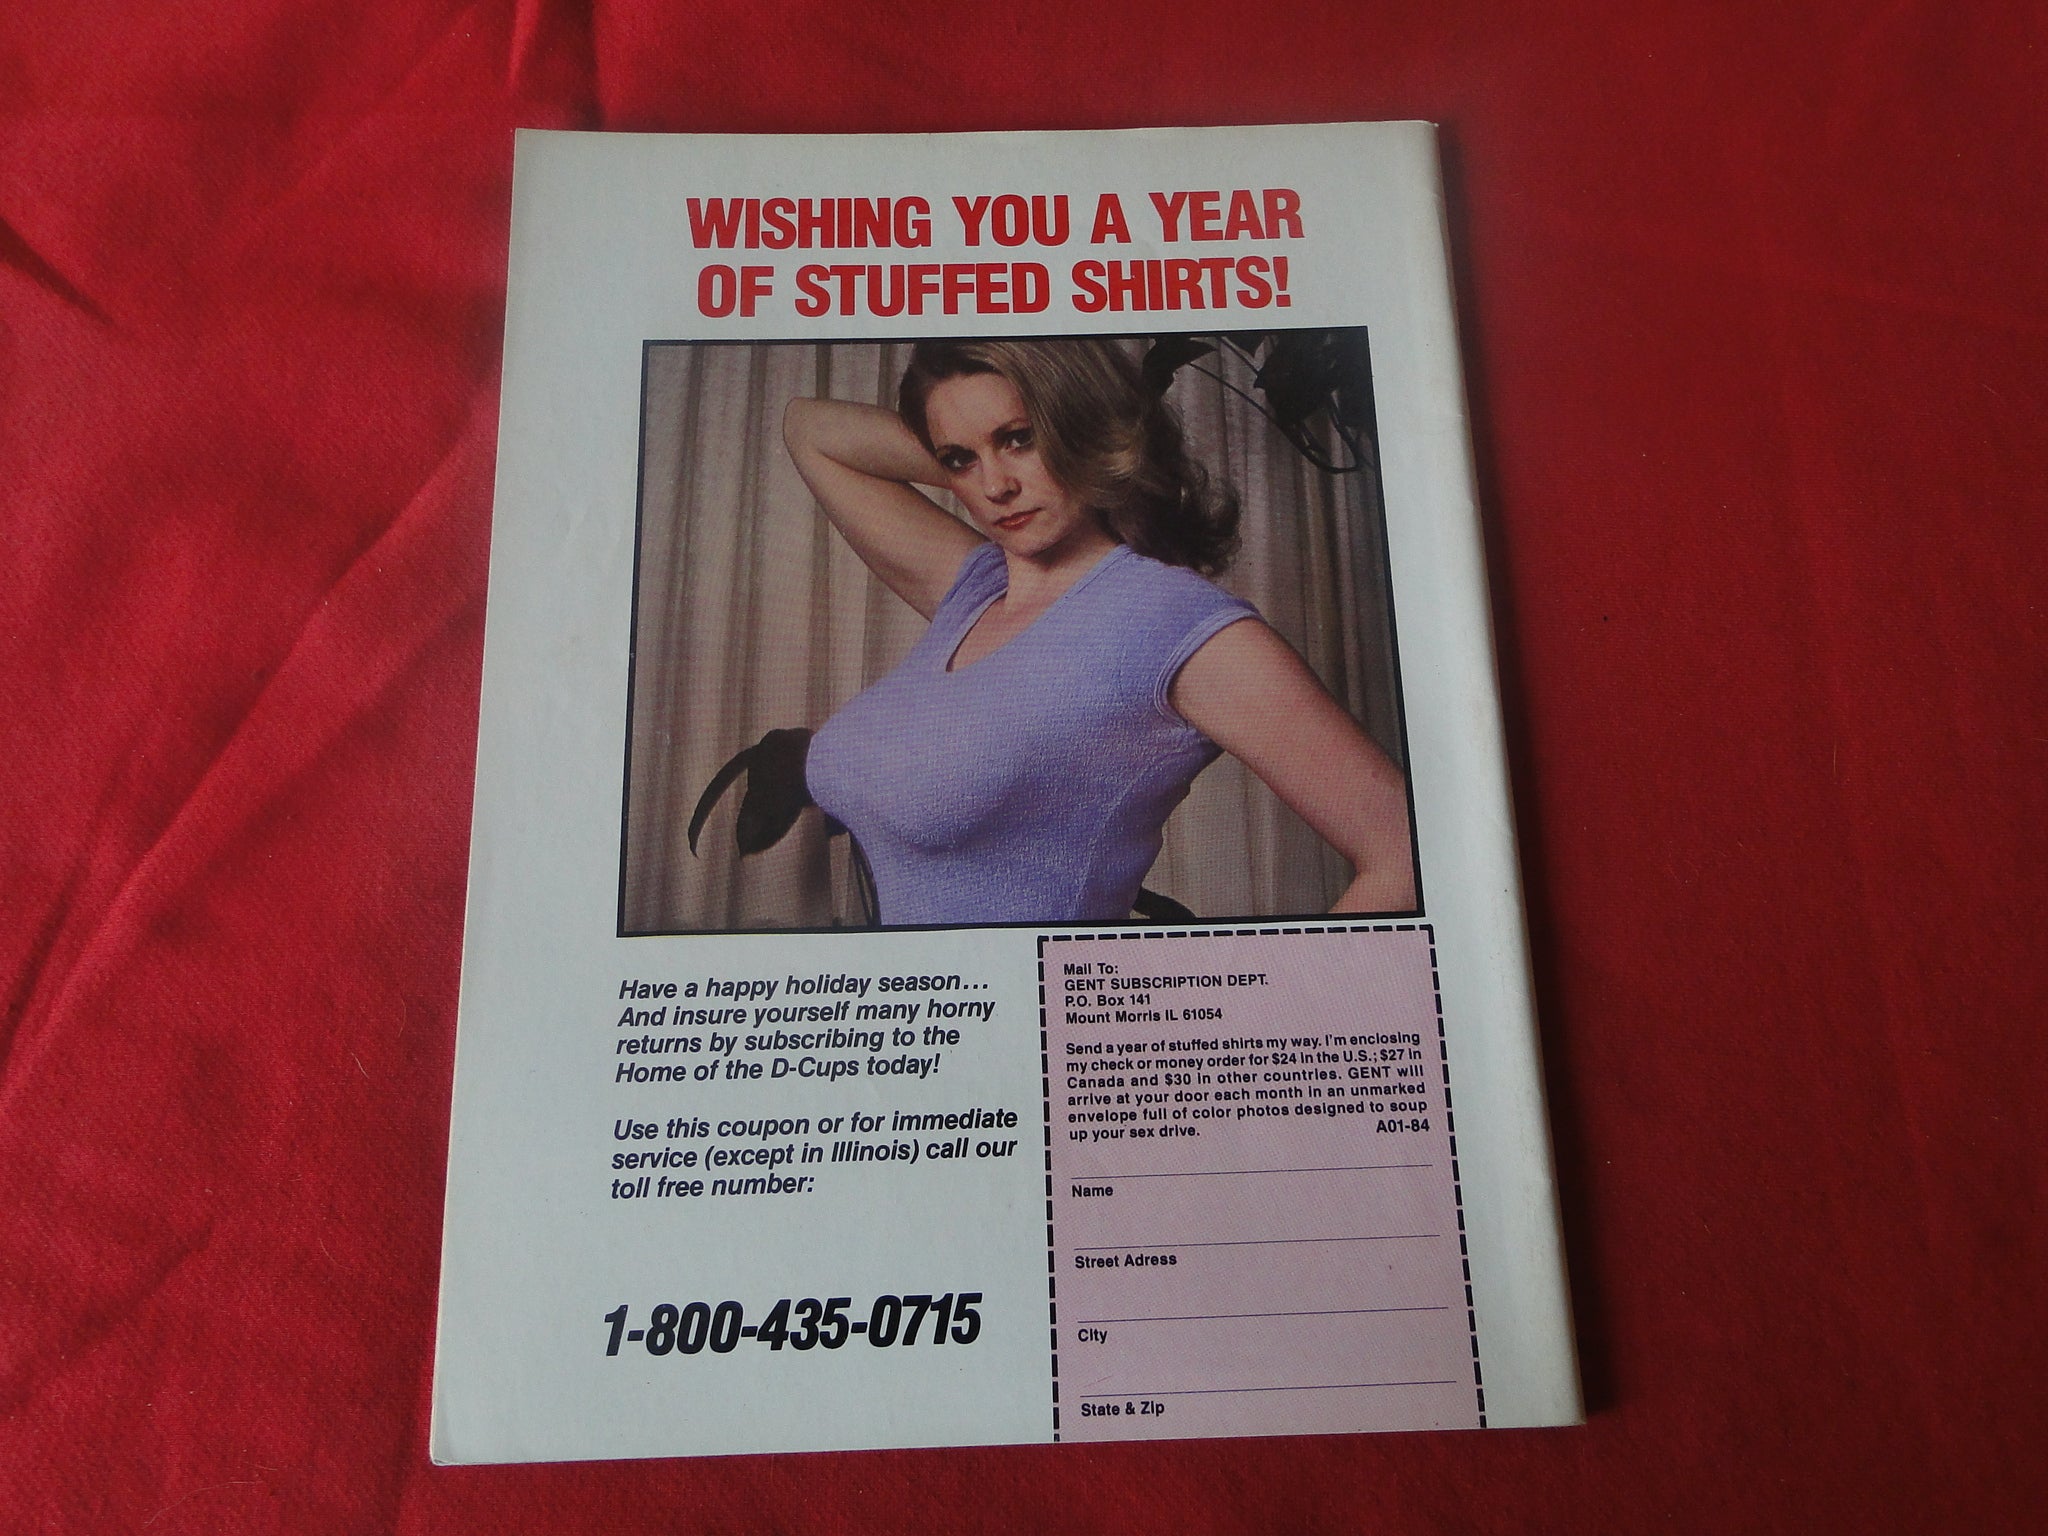 WISHING YOU A YEAR
OF STUFFED SHIRTS!
Have a happy holiday season...
And insure yourself many horny
returns by subscribing to the
Home of the D-Cups today!
Use this coupon or for immediate
service (except in Illinois) call our
toll free number:
1-800-435-0715
Mail To:
GENT SUBSCRIPTION DEPT.
P.O. Box 141
Mount Morris IL 61054
Send a year of stuffed shirts my way. I'm enclosing
my check or money order for $24 in the U.S.; $27 in
Canada and $30 in other countries. GENT will
arrive at your door each month in an unmarked
envelope full of color photos designed to soup
up your sex drive. A01-84
Name
Street Adress
City
State & Zip